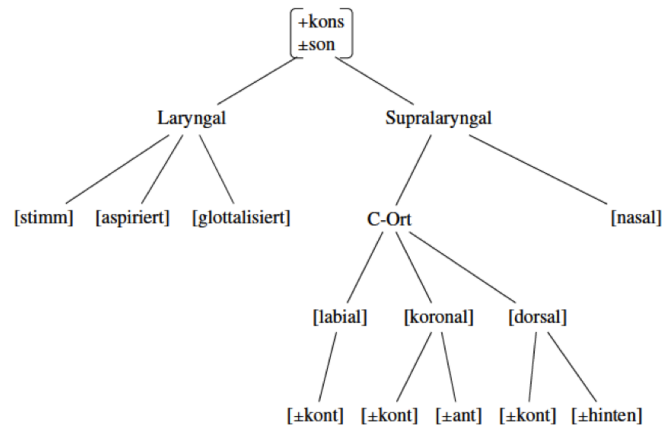 +kons
±son
Laryngal Supralaryngal
[stimm] [aspiriert] [glottalisiert] C-Ort [nasal]
[labial] [koronal] [dorsal]
[±kont] [±kont] [±ant] [±kont] [±hinten]